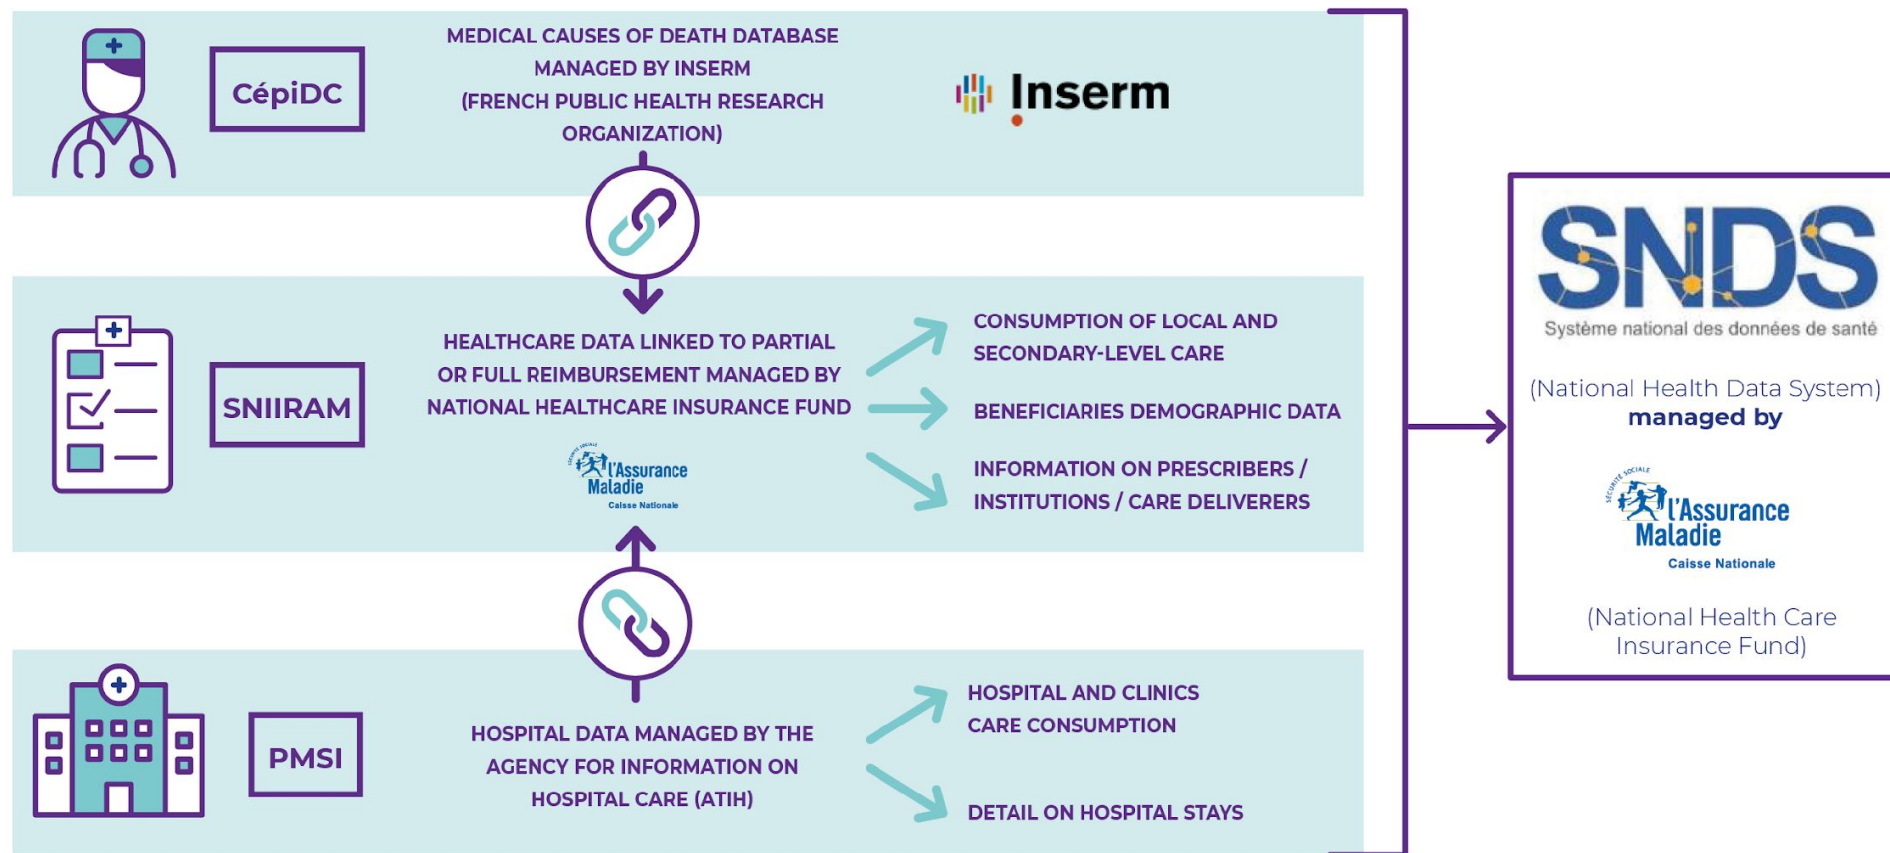 CépiDC
MEDICAL CAUSES OF DEATH DATABASE
MANAGED BY INSERM
(FRENCH PUBLIC HEALTH RESEARCH
ORGANIZATION)
Inserm
SNIIRAM
HEALTHCARE DATA LINKED TO PARTIAL
OR FULL REIMBURSEMENT MANAGED BY
NATIONAL HEALTHCARE INSURANCE FUND
SÉCURITÉ SOCIALE
l'Assurance
Maladie
Caisse Nationale
CONSUMPTION OF LOCAL AND
SECONDARY-LEVEL CARE
BENEFICIARIES DEMOGRAPHIC DATA
INFORMATION ON PRESCRIBERS /
INSTITUTIONS / CARE DELIVERERS
PMSI
HOSPITAL DATA MANAGED BY THE
AGENCY FOR INFORMATION ON
HOSPITAL CARE (ATIH)
HOSPITAL AND CLINICS
CARE CONSUMPTION
DETAIL ON HOSPITAL STAYS
SNDS
Système national des données de santé
(National Health Data System)
managed by
SÉCURITÉ SOCIALE
l'Assurance
Maladie
Caisse Nationale
(National Health Care
Insurance Fund)